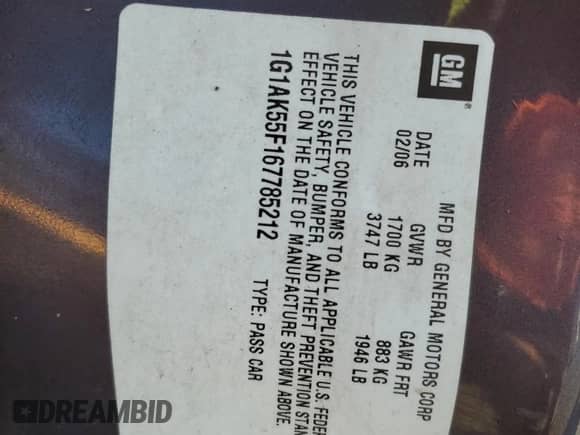 GM
®
MFD BY GENERAL MOTORS CORP
DATE GVWR GAWR FRT
02/06 1700 KG 883 KG
3747 LB 1946 LB
THIS VEHICLE CONFORMS TO ALL APPLICABLE U.S.
VEHICLE SAFETY, BUMPER, AND THEFT PREVENTION
EFFECT ON THE DATE OF MANUFACTURE SHOWN ABOVE.
1G1AK55F167785212 TYPE: PASS CAR
DREAMBID